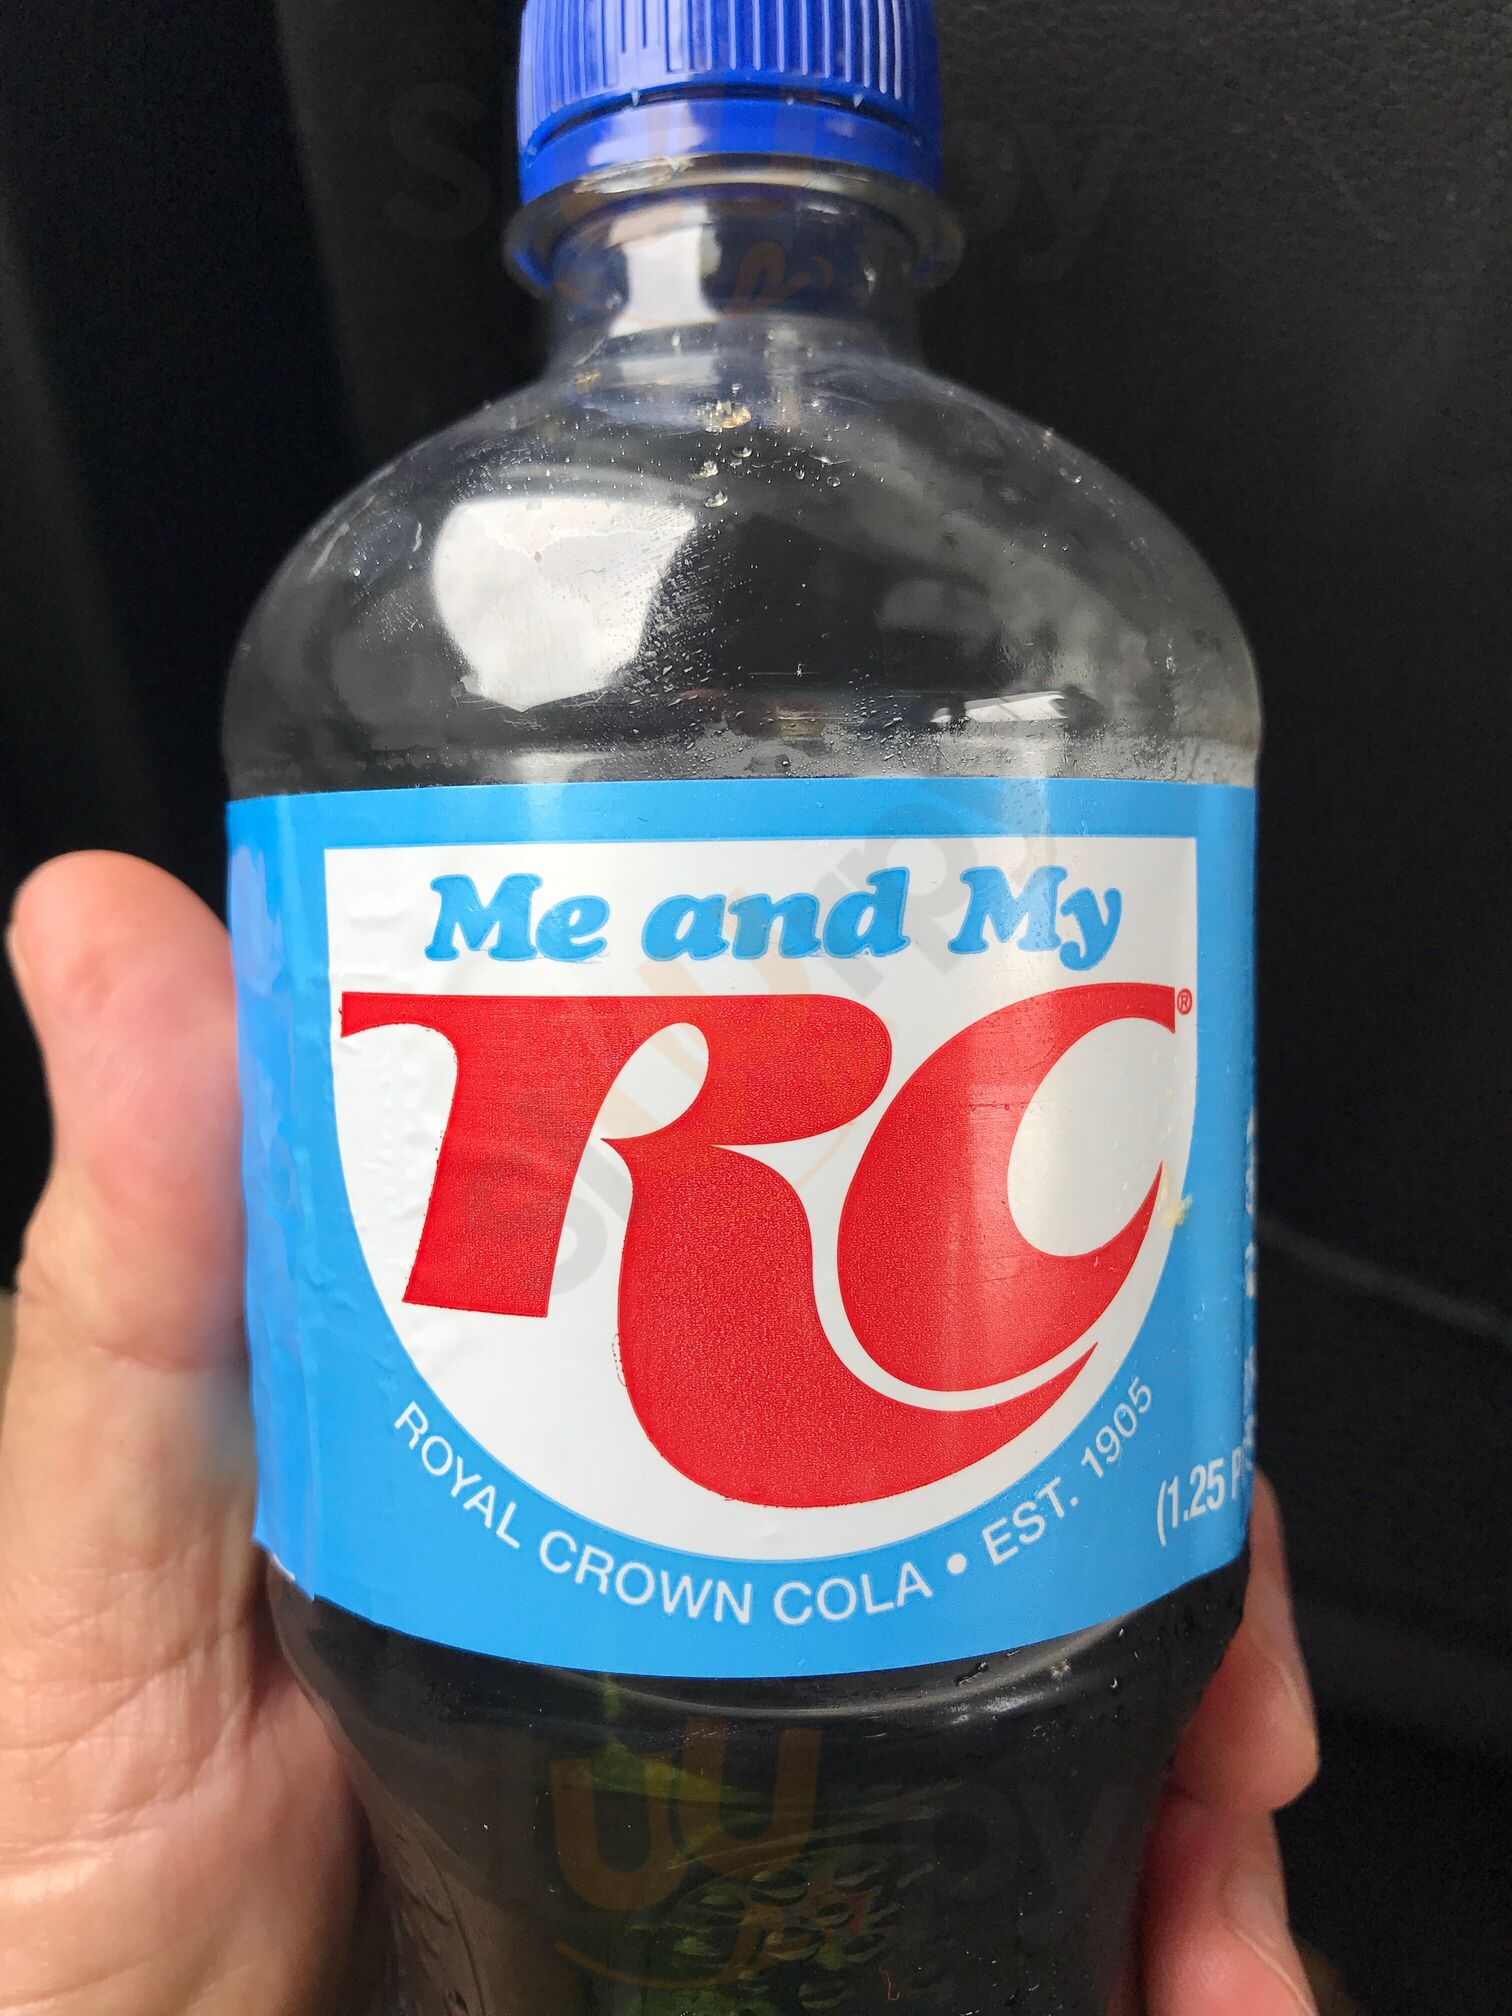 Me and My
RC®
ROYAL CROWN COLA • EST. 1905
(1.25